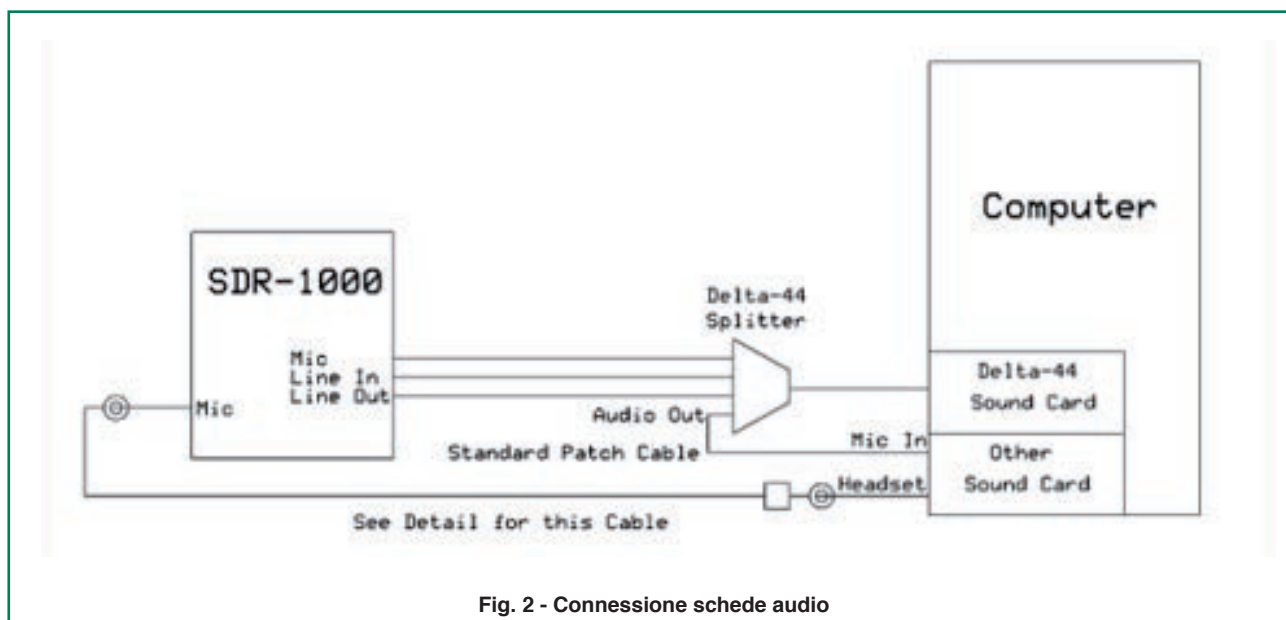 Computer
SDR-1000
Delta-44
Splitter
Mic
Line In
Line Out
Mic
Audio Out
Standard Patch Cable
Delta-44
Sound Card
Mic In
Other
Sound Card
Headset
See Detail for this Cable
Fig. 2 - Connessione schede audio